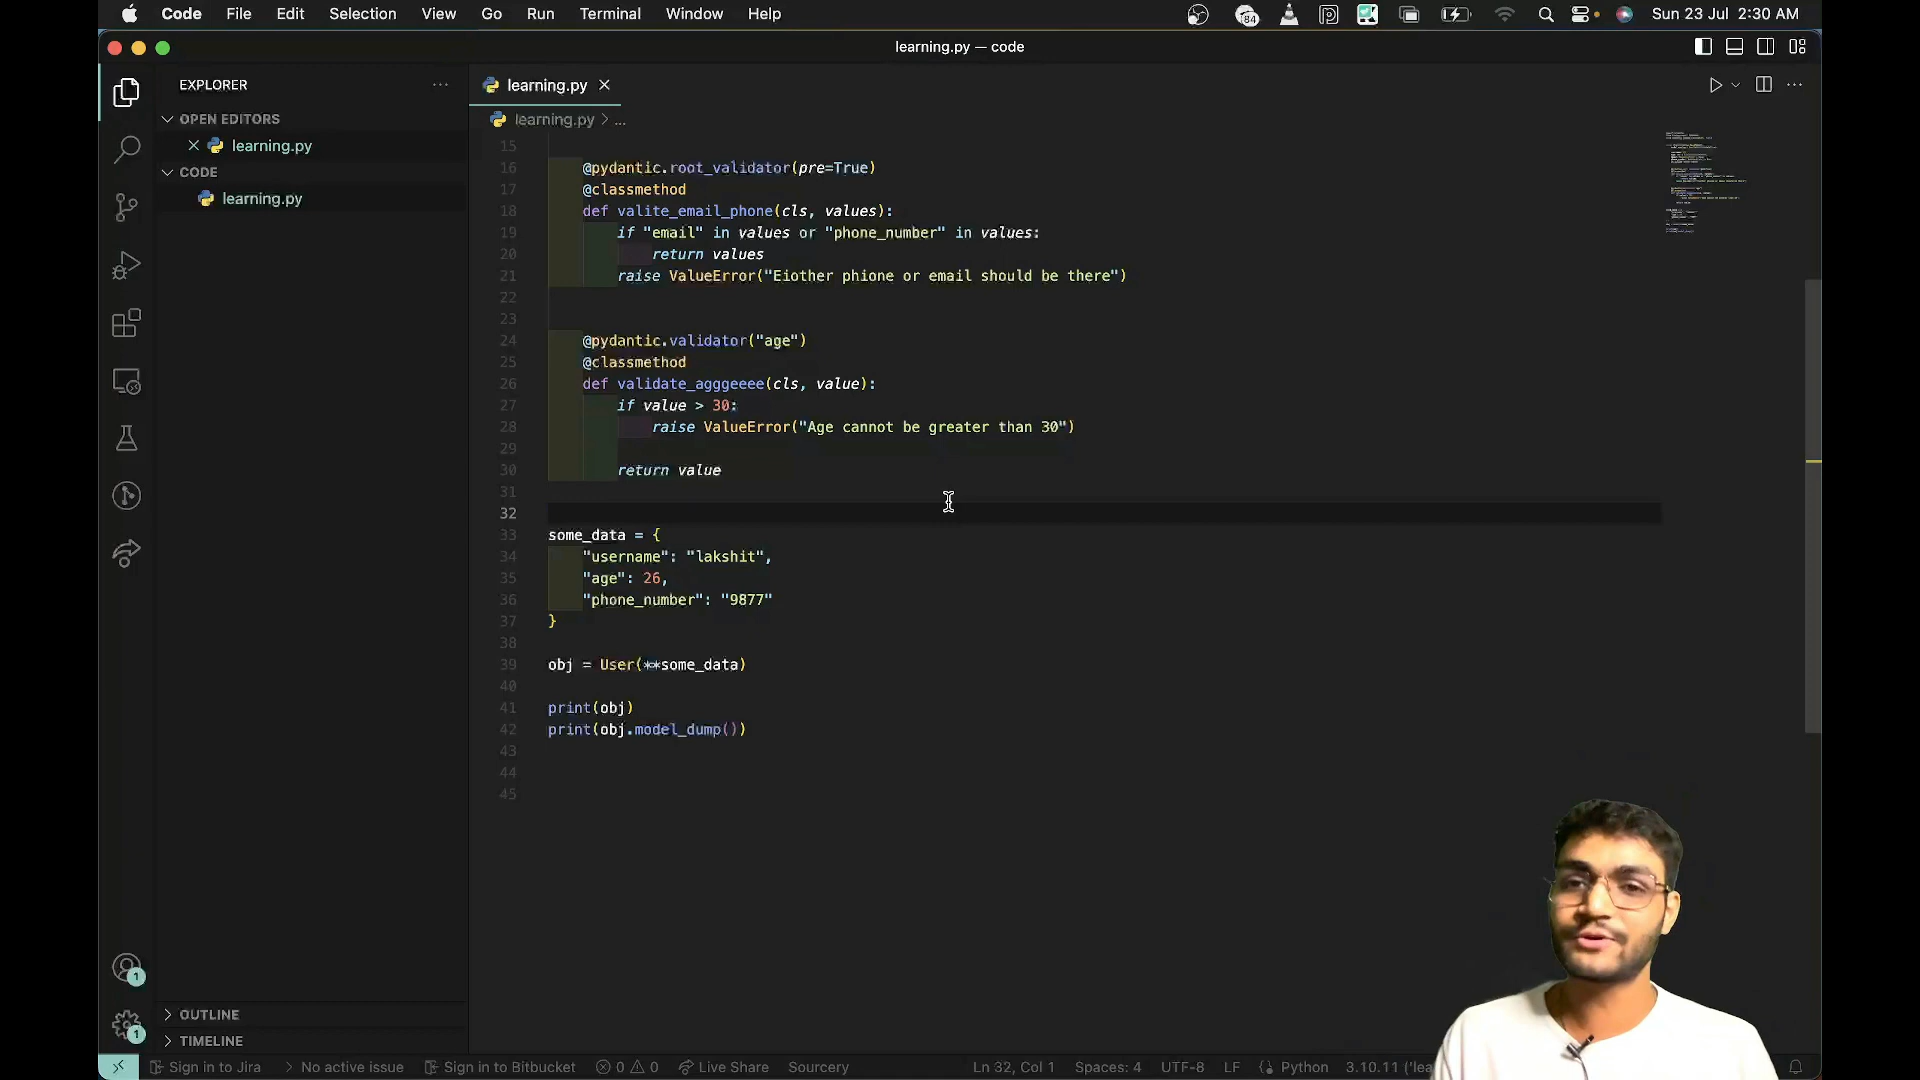 Code File Edit Selection View Go Run Terminal Window Help 84 Sun 23 Jul 2:30 AM
learning.py — code
EXPLORER
learning.py
OPEN EDITORS
learning.py
learning.py > ...
CODE
learning.py
15
16 @pydantic.root_validator(pre=True)
17 @classmethod
18 def valite_email_phone(cls, values):
19 if "email" in values or "phone_number" in values:
20 return values
21 raise ValueError("Eiother phione or email should be there")
22
23
24 @pydantic.validator("age")
25 @classmethod
26 def validate_agggeeee(cls, value):
27 if value > 30:
28 raise ValueError("Age cannot be greater than 30")
29
30 return value
31
32
33 some_data = {
34 "username": "lakshit",
35 "age": 26,
36 "phone_number": "9877"
37 }
38
39 obj = User(**some_data)
40
41 print(obj)
42 print(obj.model_dump())
43
44
45
1
OUTLINE
1
TIMELINE
Sign in to Jira No active issue Sign in to Bitbucket 0 0 Live Share Sourcery Ln 32, Col 1 Spaces: 4 UTF-8 LF Python 3.10.11 ('lea